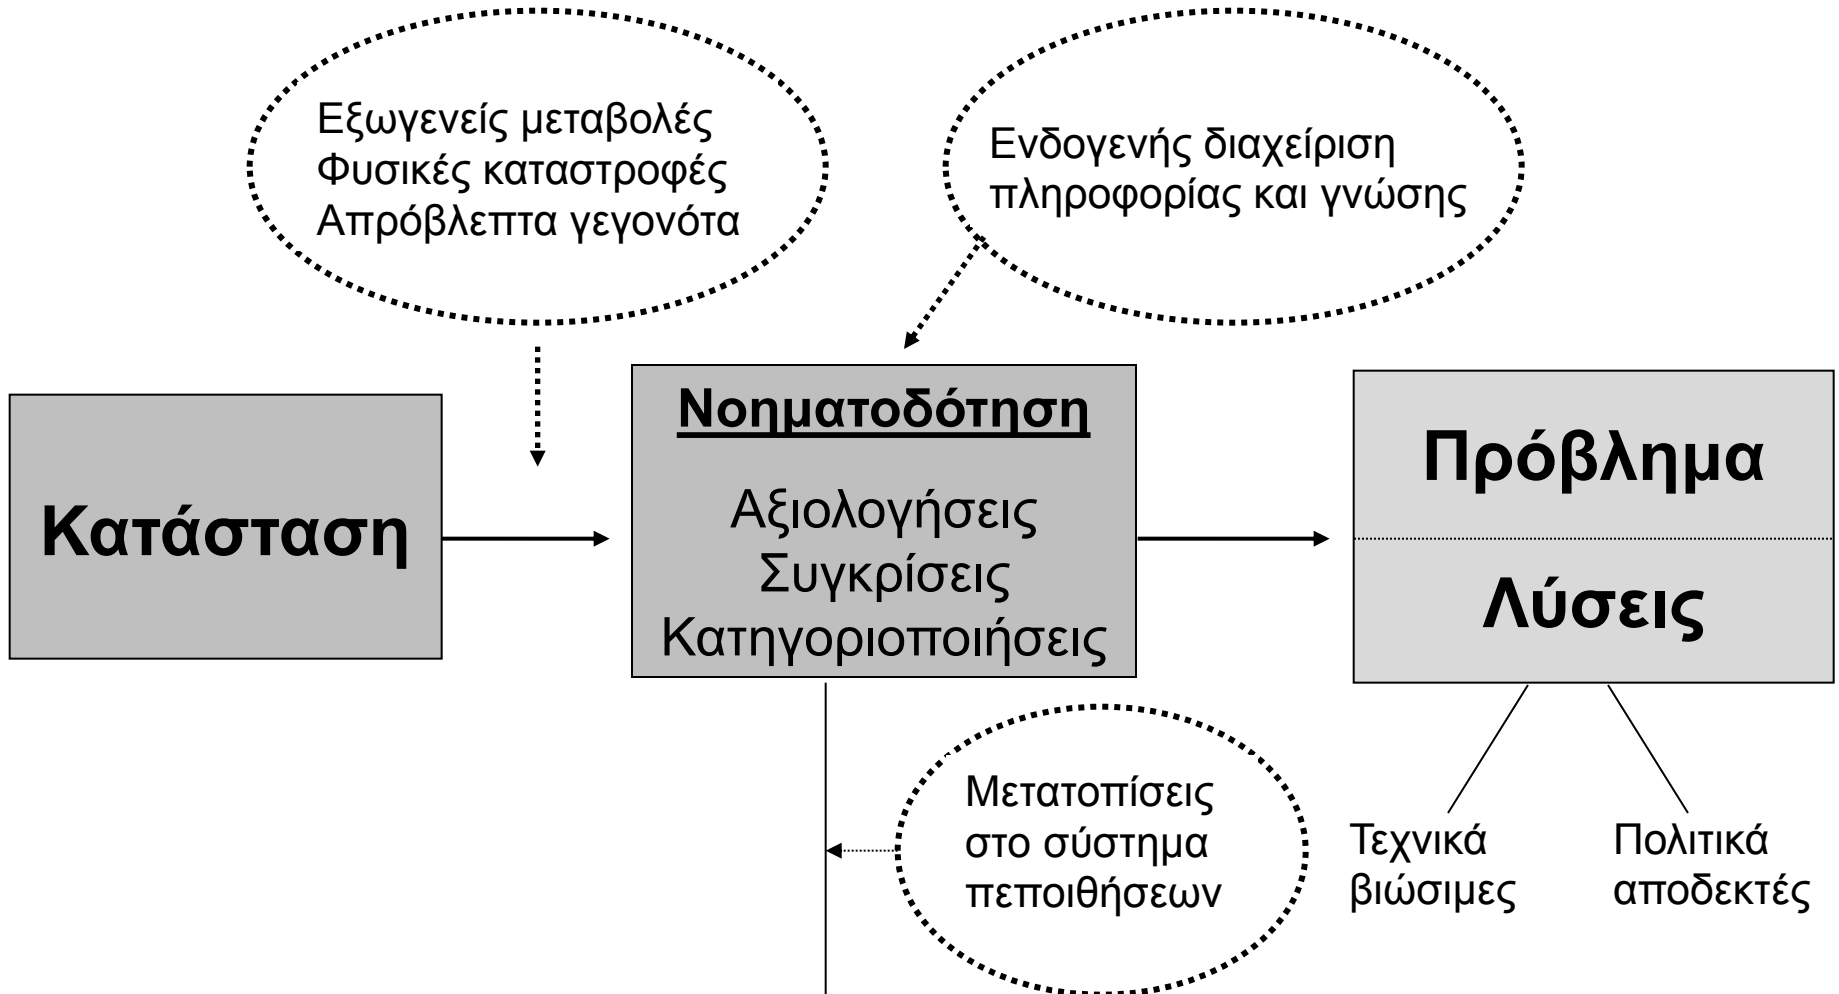 Εξωγενείς μεταβολές
Φυσικές καταστροφές
Απρόβλεπτα γεγονότα
Ενδογενής διαχείριση
πληροφορίας και γνώσης
Κατάσταση
Νοηματοδότηση
Αξιολογήσεις
Συγκρίσεις
Κατηγοριοποιήσεις
Πρόβλημα
Λύσεις
Μετατοπίσεις
στο σύστημα
πεποιθήσεων
Τεχνικά
βιώσιμες
Πολιτικά
αποδεκτές